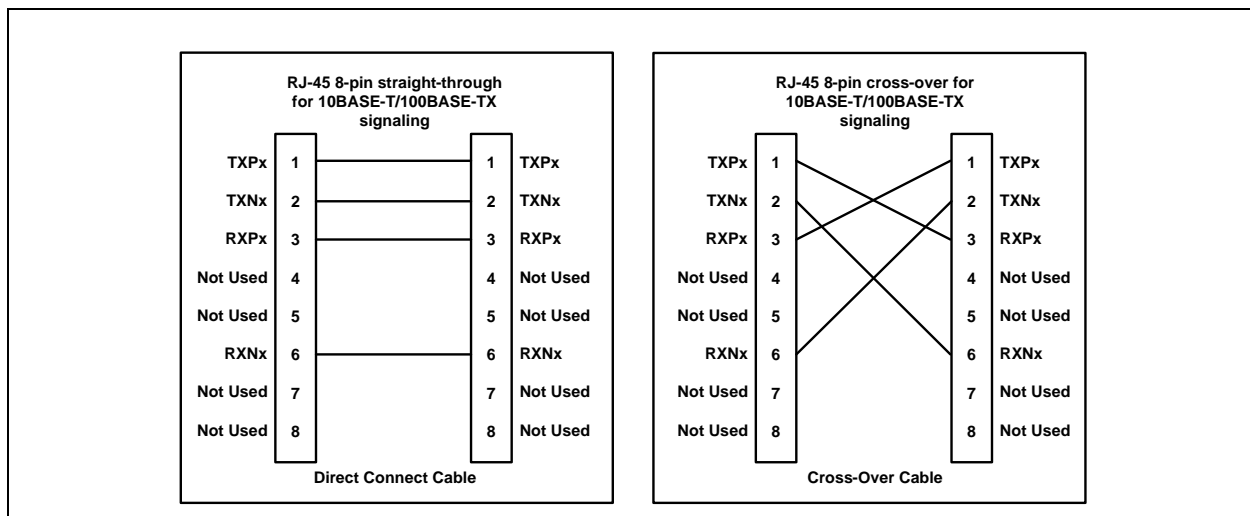 RJ-45 8-pin straight-through
for 10BASE-T/100BASE-TX
signaling
TXPx 1 1 TXPx
TXNx 2 2 TXNx
RXPx 3 3 RXPx
Not Used 4 4 Not Used
Not Used 5 5 Not Used
RXNx 6 6 RXNx
Not Used 7 7 Not Used
Not Used 8 8 Not Used
Direct Connect Cable
RJ-45 8-pin cross-over for
10BASE-T/100BASE-TX
signaling
TXPx 1 1 TXPx
TXNx 2 2 TXNx
RXPx 3 3 RXPx
Not Used 4 4 Not Used
Not Used 5 5 Not Used
RXNx 6 6 RXNx
Not Used 7 7 Not Used
Not Used 8 8 Not Used
Cross-Over Cable